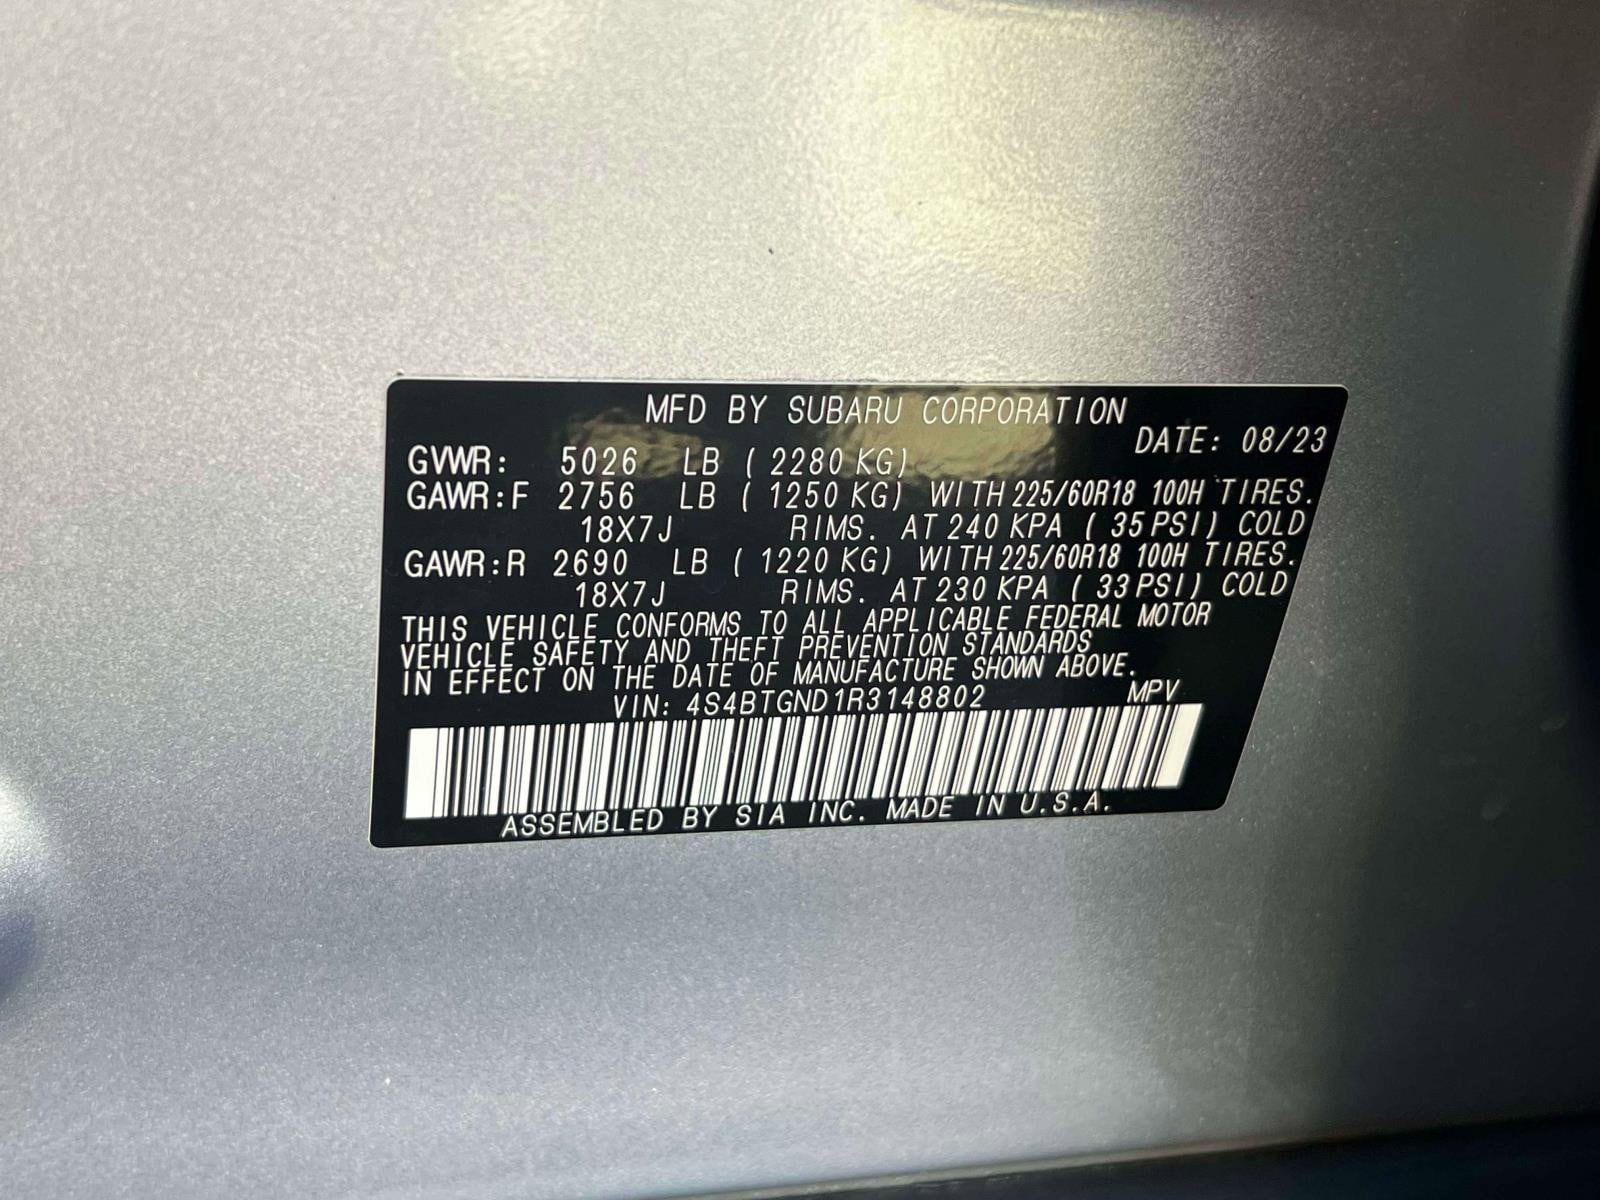 MFD BY SUBARU CORPORATION
DATE: 08/23
GVWR: 5026 LB ( 2280 KG)
GAWR:F 2756 LB ( 1250 KG) WITH 225/60R18 100H TIRES.
18X7J RIMS. AT 240 KPA ( 35 PSI) COLD
GAWR:R 2690 LB ( 1220 KG) WITH 225/60R18 100H TIRES.
18X7J RIMS. AT 230 KPA ( 33 PSI) COLD
THIS VEHICLE CONFORMS TO ALL APPLICABLE FEDERAL MOTOR
VEHICLE SAFETY AND THEFT PREVENTION STANDARDS
IN EFFECT ON THE DATE OF MANUFACTURE SHOWN ABOVE.
VIN: 4S4BTGND1R3148802 MPV
ASSEMBLED BY SIA INC. MADE IN U.S.A.